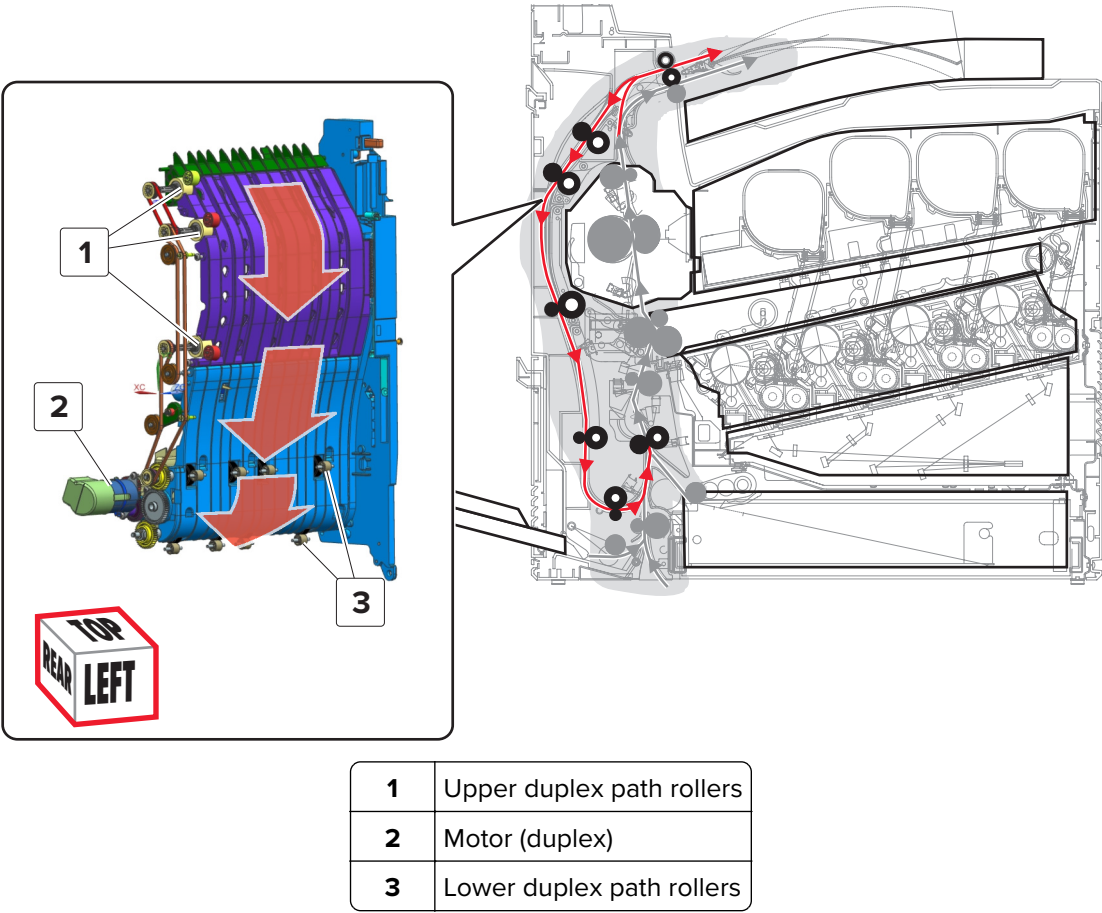 1
2
XC
3
TOP
REAR
LEFT
1 Upper duplex path rollers
2 Motor (duplex)
3 Lower duplex path rollers